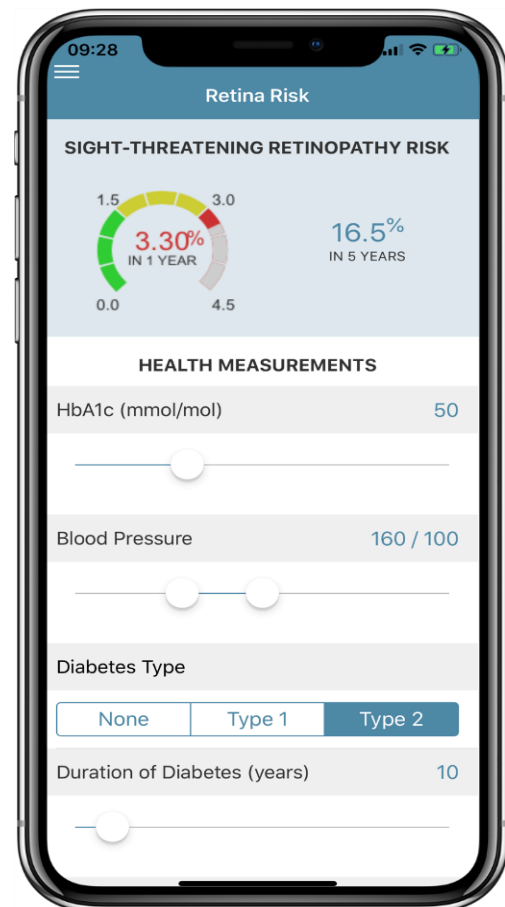 09:28
Retina Risk
SIGHT-THREATENING RETINOPATHY RISK
1.5 3.0
3.30%
IN 1 YEAR
0.0 4.5
16.5%
IN 5 YEARS
HEALTH MEASUREMENTS
HbA1c (mmol/mol) 50
Blood Pressure 160 / 100
Diabetes Type
None Type 1 Type 2
Duration of Diabetes (years) 10